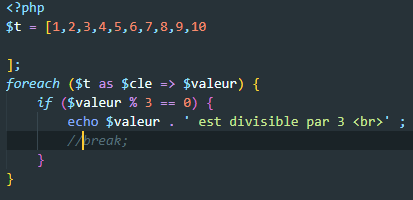 <?php
$t = [1,2,3,4,5,6,7,8,9,10
];
foreach ($t as $cle => $valeur) {
if ($valeur % 3 == 0) {
echo $valeur . ' est divisible par 3 <br>' ;
//break;
}
}